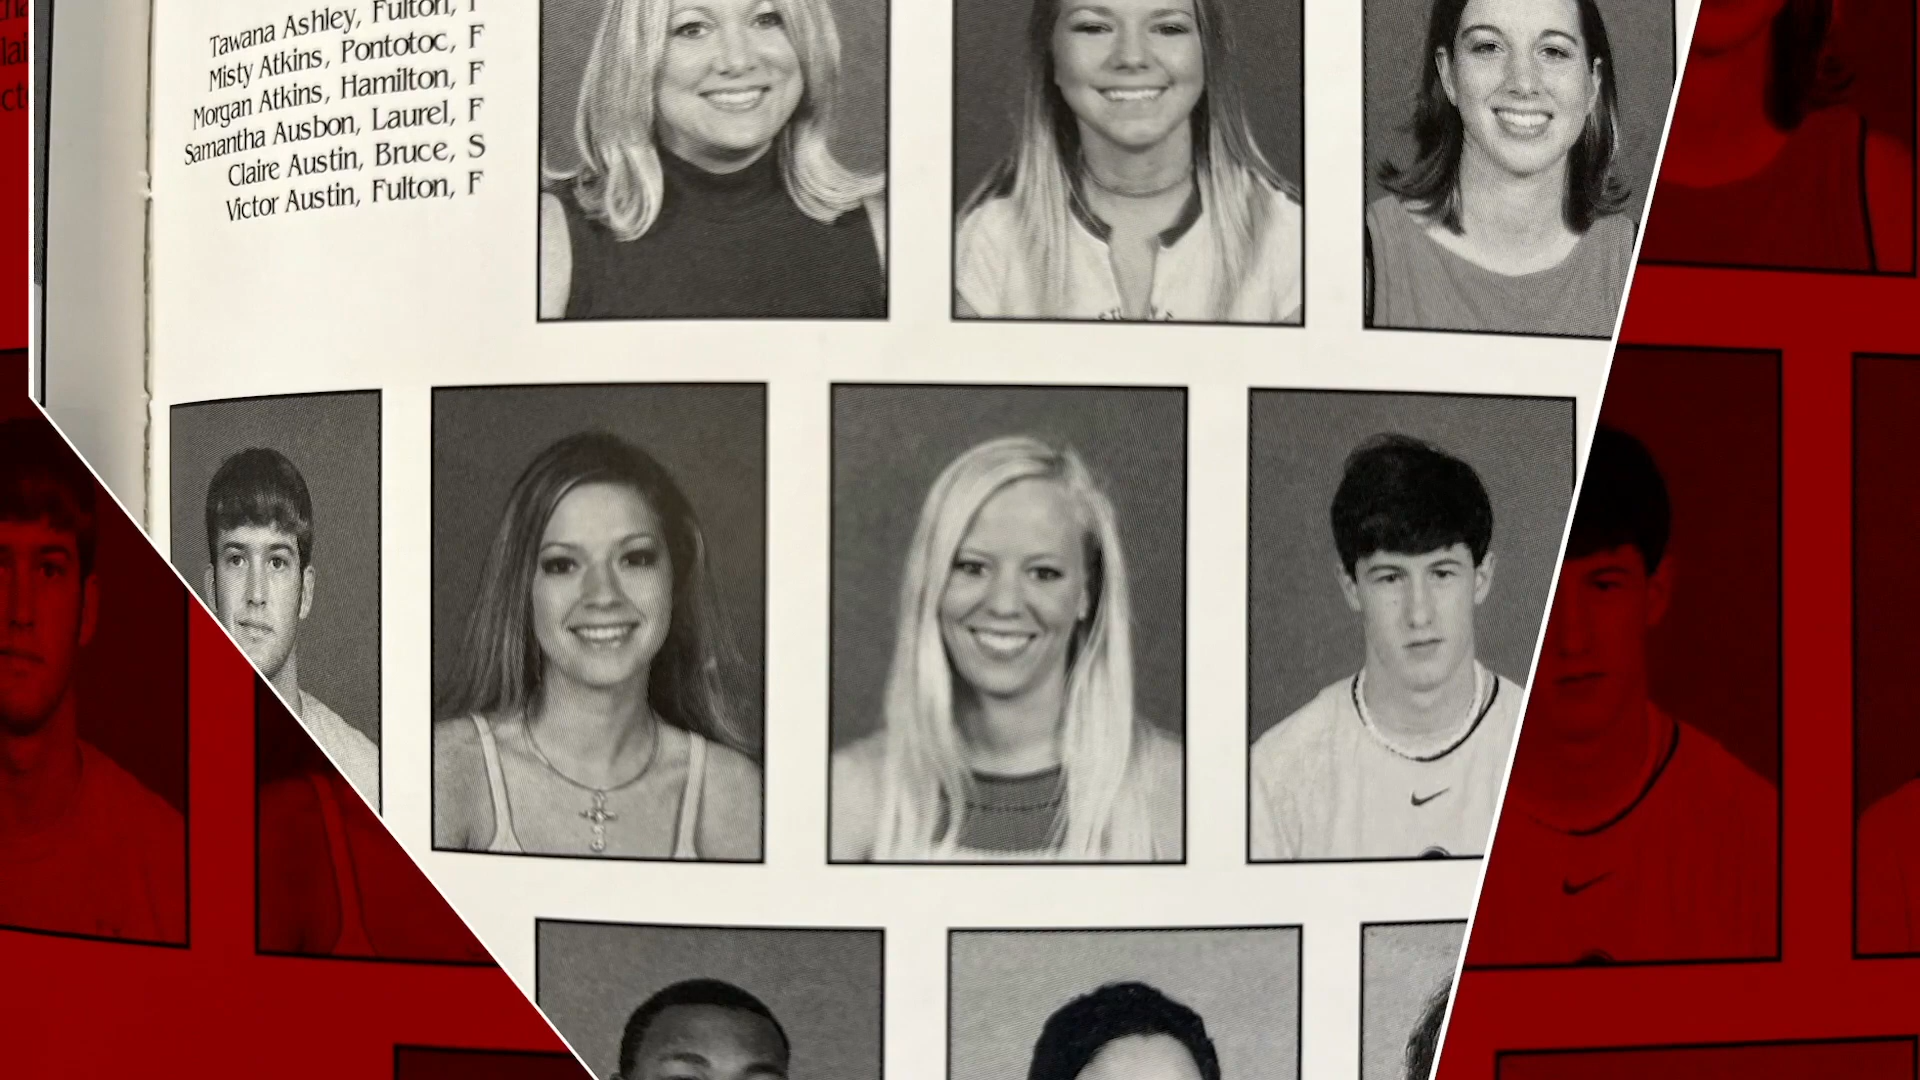 Tawana Ashley, Fulton,
Misty Atkins, Pontotoc, F
Morgan Atkins, Hamilton, F
Samantha Ausbon, Laurel, F
Claire Austin, Bruce, S
Victor Austin, Fulton, F